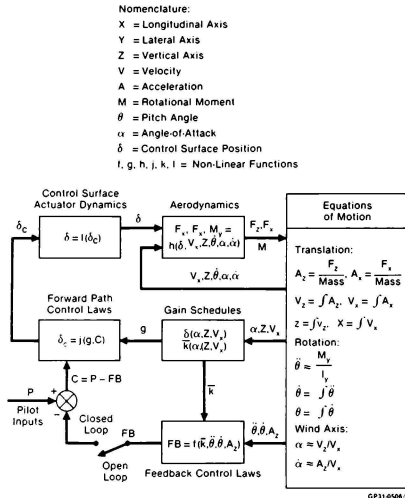 Nomenclature:
X = Longitudinal Axis
Y = Lateral Axis
Z = Vertical Axis
V = Velocity
A = Acceleration
M = Rotational Moment
θ = Pitch Angle
α = Angle-of-Attack
δ = Control Surface Position
f, g, h, j, k, l = Non-Linear Functions
Control Surface
Actuator Dynamics
δ = l(δC)
δC
δ
Aerodynamics
Fx, Fx, My =
h(δ, Vx, Z, θ̇, α, α̇)
Fz, Fx
M
Vx, Z, θ̇, α, α̇
Equations
of Motion
Translation:
Az = Fz/Mass, Ax = Fx/Mass
Vz = ∫Az, Vx = ∫Ax
z = ∫vz, X = ∫Vx
Rotation:
θ̈ ≈ My/Iy
θ̇ = ∫θ̈
θ = ∫θ̇
Wind Axis:
α ≈ Vz/Vx
α̇ ≈ Az/Vx
Forward Path
Control Laws
δc = j(g,C)
g
Gain Schedules
δ(α,Z,Vx)
k(α,(Z,Vx)
α,Z,Vx
k
C = P – FB
P
Pilot
Inputs
+
–
Closed
Loop
FB
Open
Loop
FB = f(k,θ̈,θ̇,Az)
θ̈,θ̇,Az
Feedback Control Laws